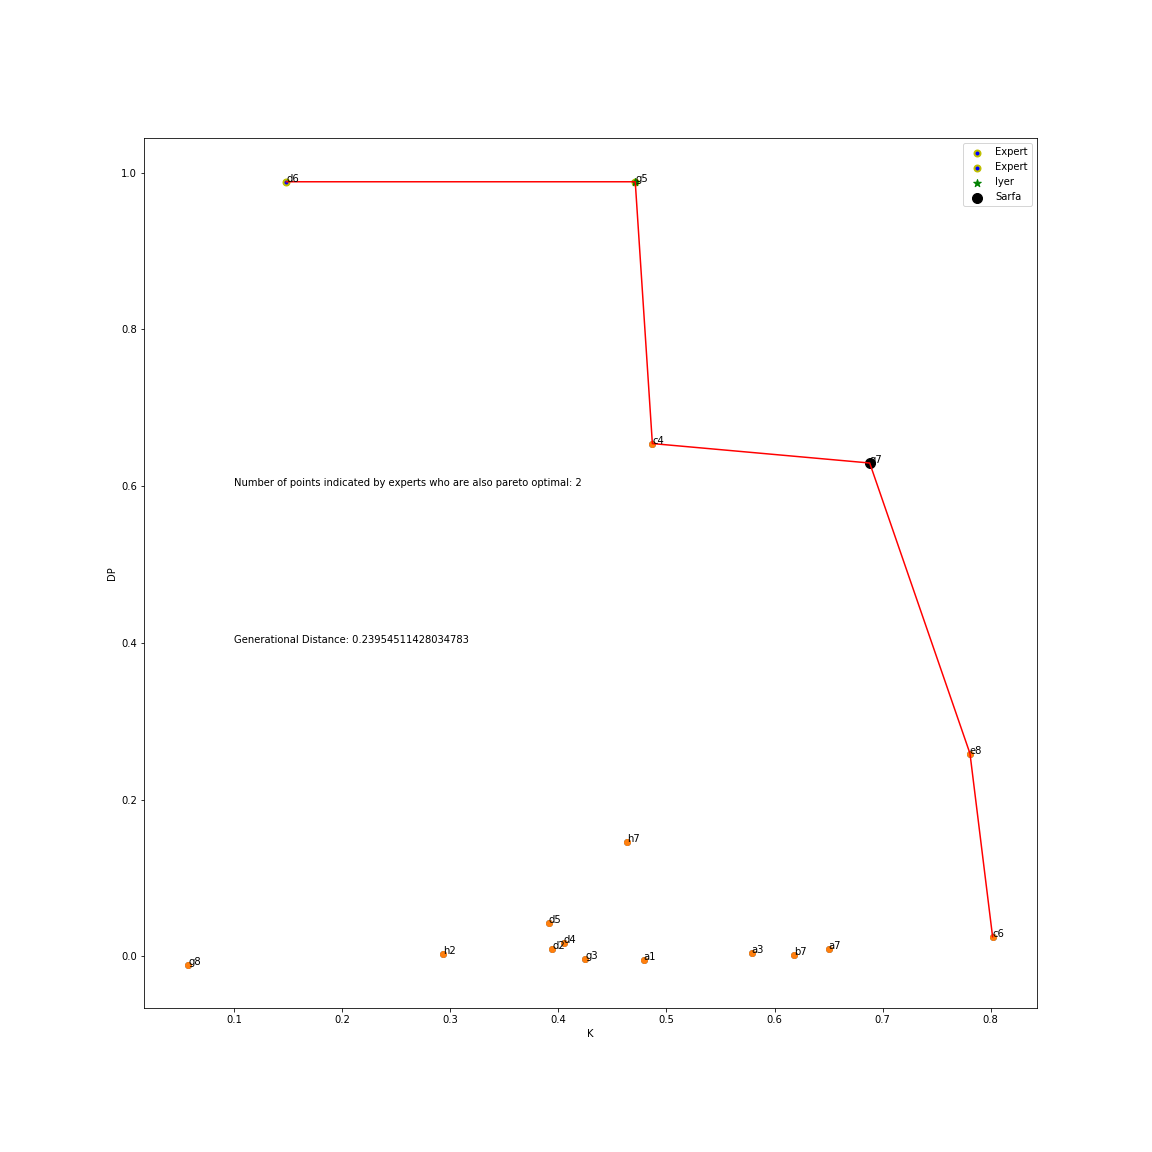 Expert
Expert
Iyer
Sarfa
d6
g5
c4
Number of points indicated by experts who are also pareto optimal: 2
Generational Distance: 0.23954511428034783
e8
h7
d5
d4
d2
g3
h2
g8
a1
a3
b7
a7
c6
1.0
0.8
0.6
0.4
0.2
0.0
DP
0.1 0.2 0.3 0.4 0.5 0.6 0.7 0.8
K